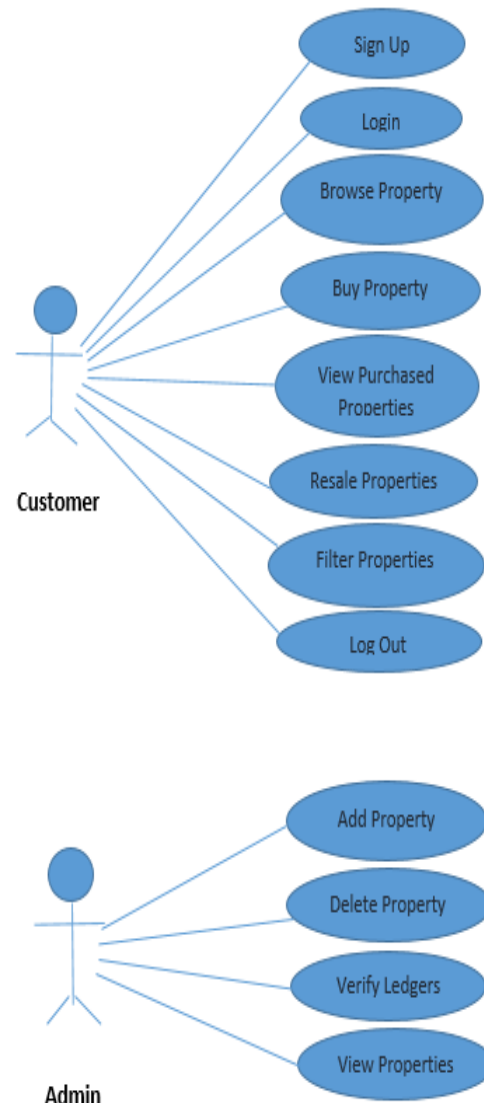 Sign Up
Login
Browse Property
Buy Property
View Purchased
Properties
Resale Properties
Filter Properties
Log Out
Customer
Add Property
Delete Property
Verify Ledgers
View Properties
Admin